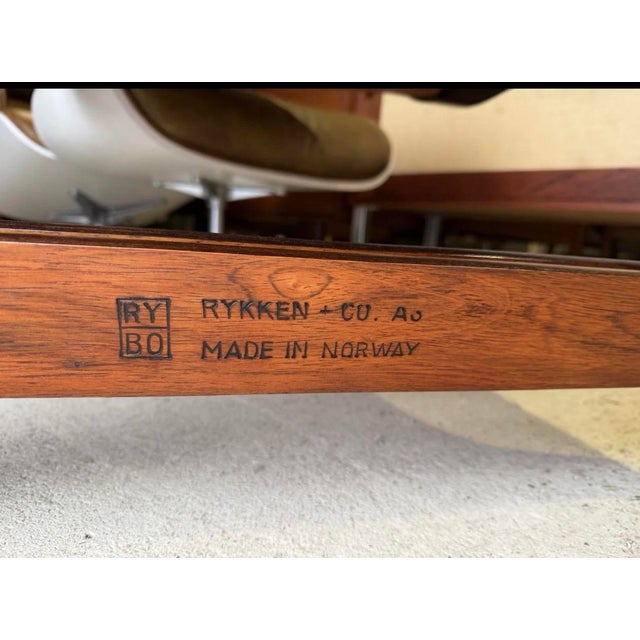 RY
BO
RYKKEN + CO. AS
MADE IN NORWAY